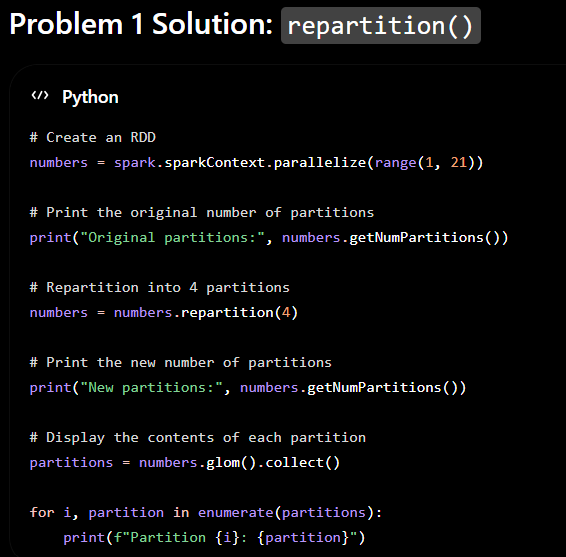 Problem 1 Solution: repartition()
</> Python
# Create an RDD
numbers = spark.sparkContext.parallelize(range(1, 21))
# Print the original number of partitions
print("Original partitions:", numbers.getNumPartitions())
# Repartition into 4 partitions
numbers = numbers.repartition(4)
# Print the new number of partitions
print("New partitions:", numbers.getNumPartitions())
# Display the contents of each partition
partitions = numbers.glom().collect()
for i, partition in enumerate(partitions):
    print(f"Partition {i}: {partition}")